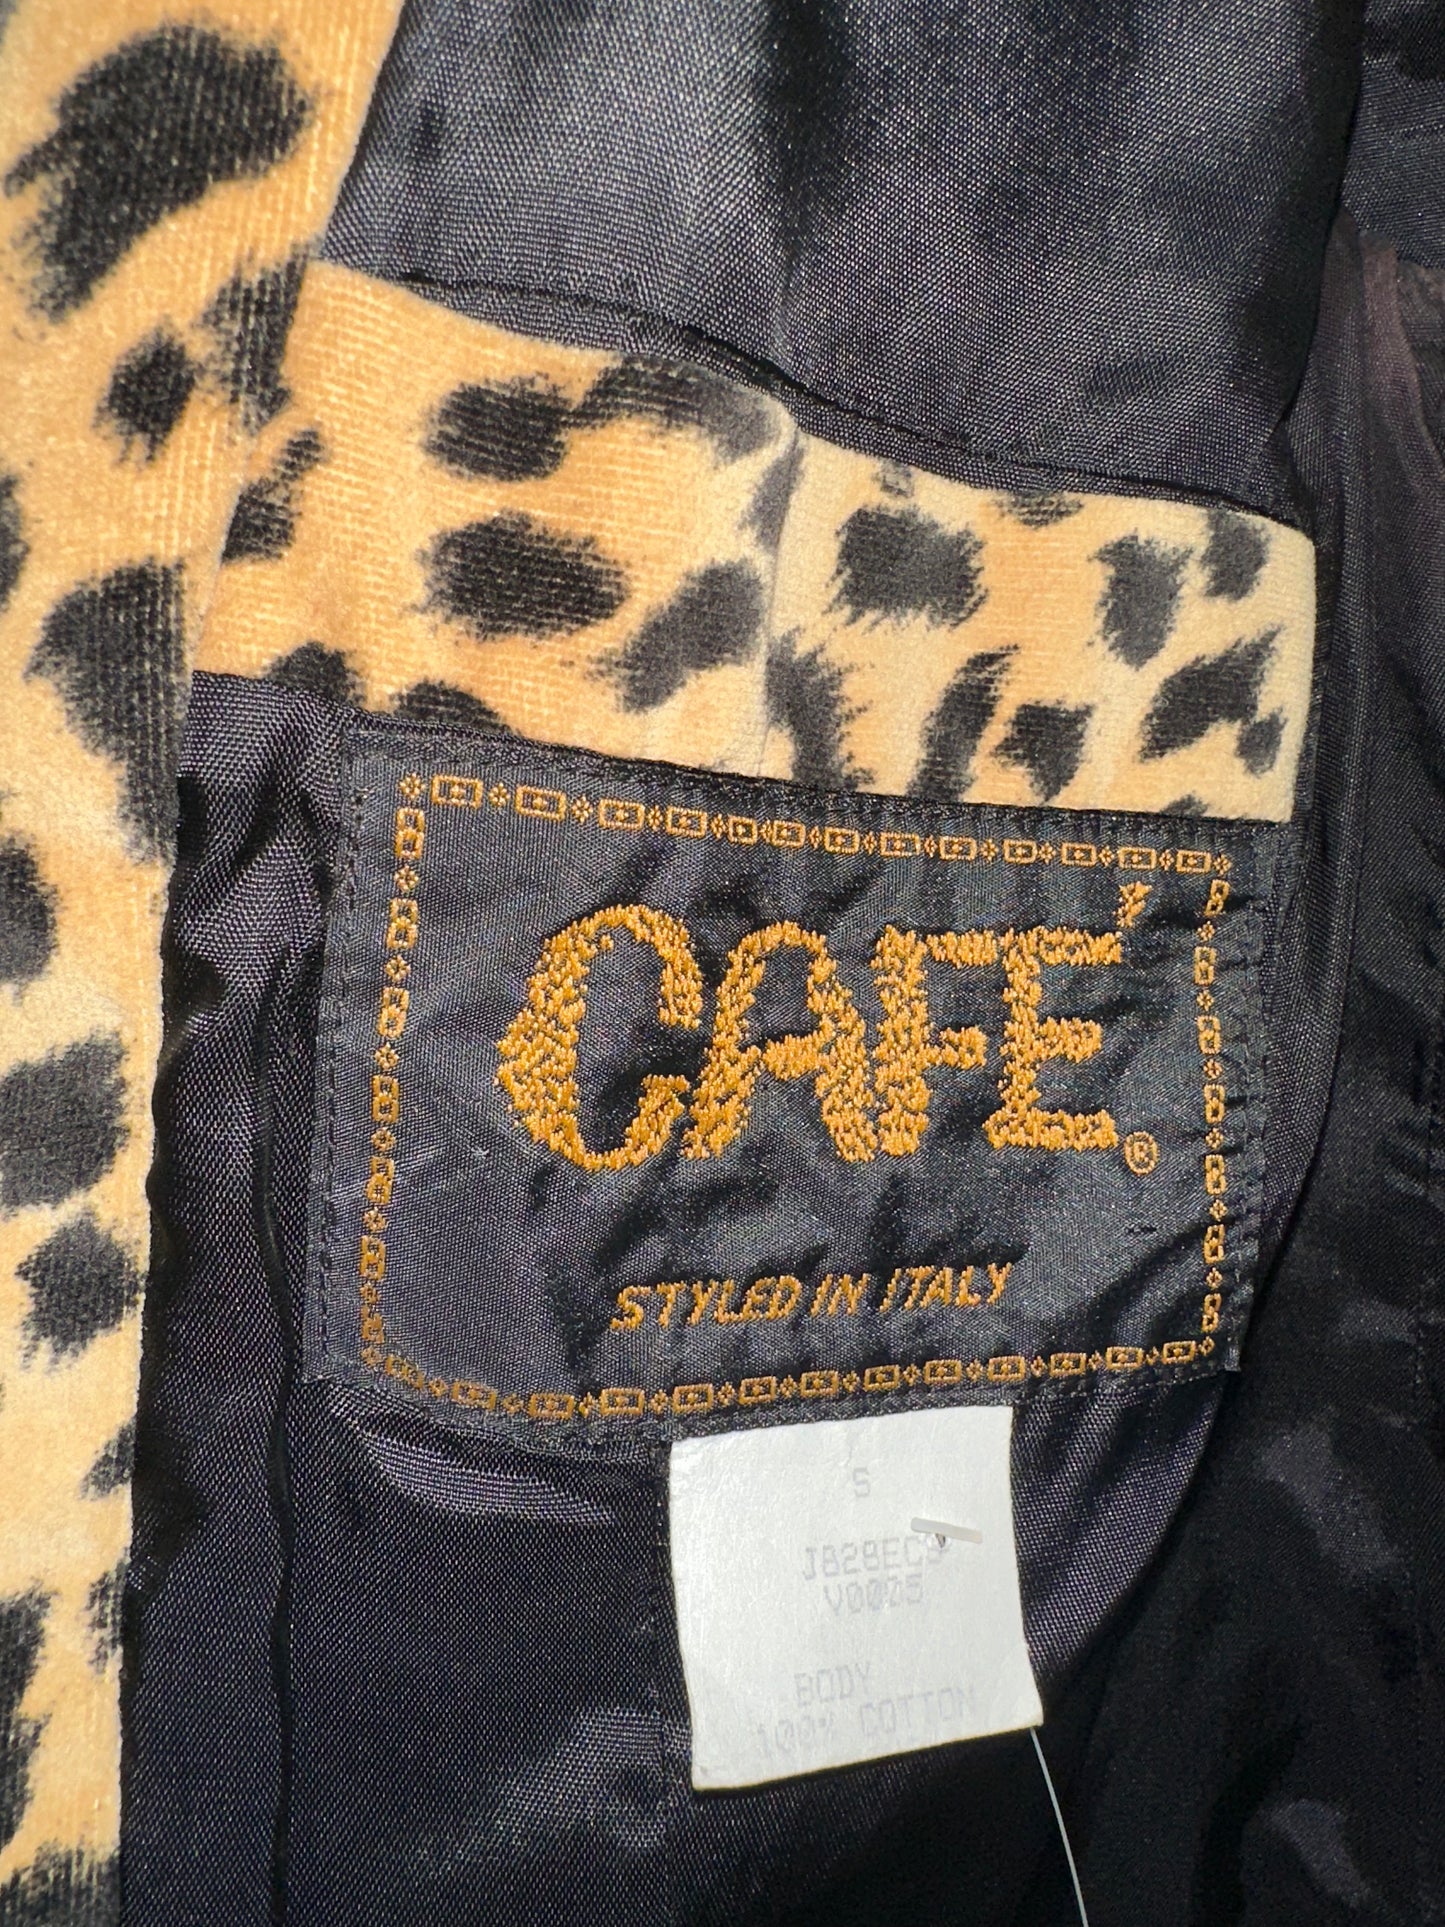 CAFÉ®
STYLED IN ITALY
S
J828EC9
V0005
BODY
100% COTTON